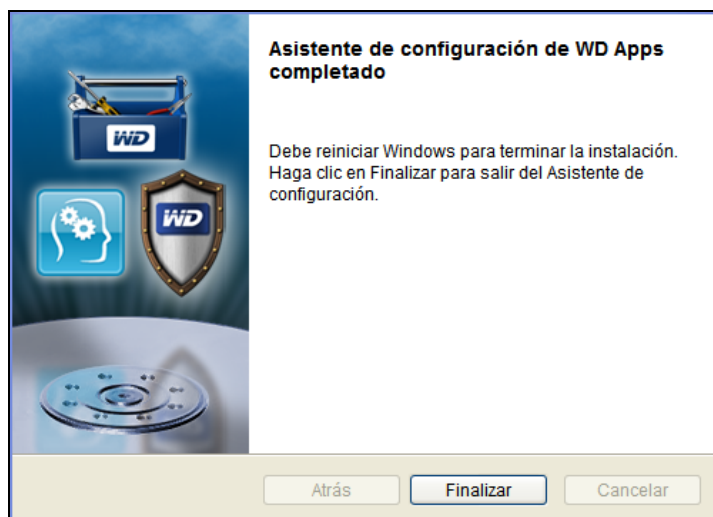 Asistente de configuración de WD Apps
completado
WD
Debe reiniciar Windows para terminar la instalación.
Haga clic en Finalizar para salir del Asistente de
configuración.
WD
Atrás
Finalizar
Cancelar